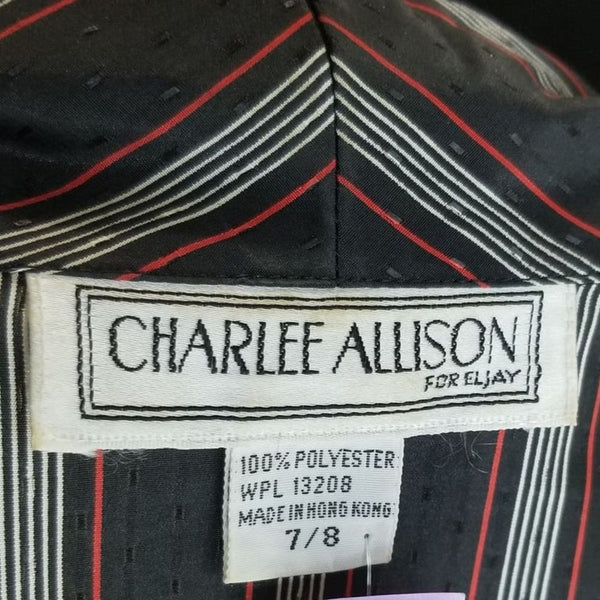 CHARLEE ALLISON
FOR ELJAY
100% POLYESTER
WPL 13208
MADE IN HONG KONG
7/8